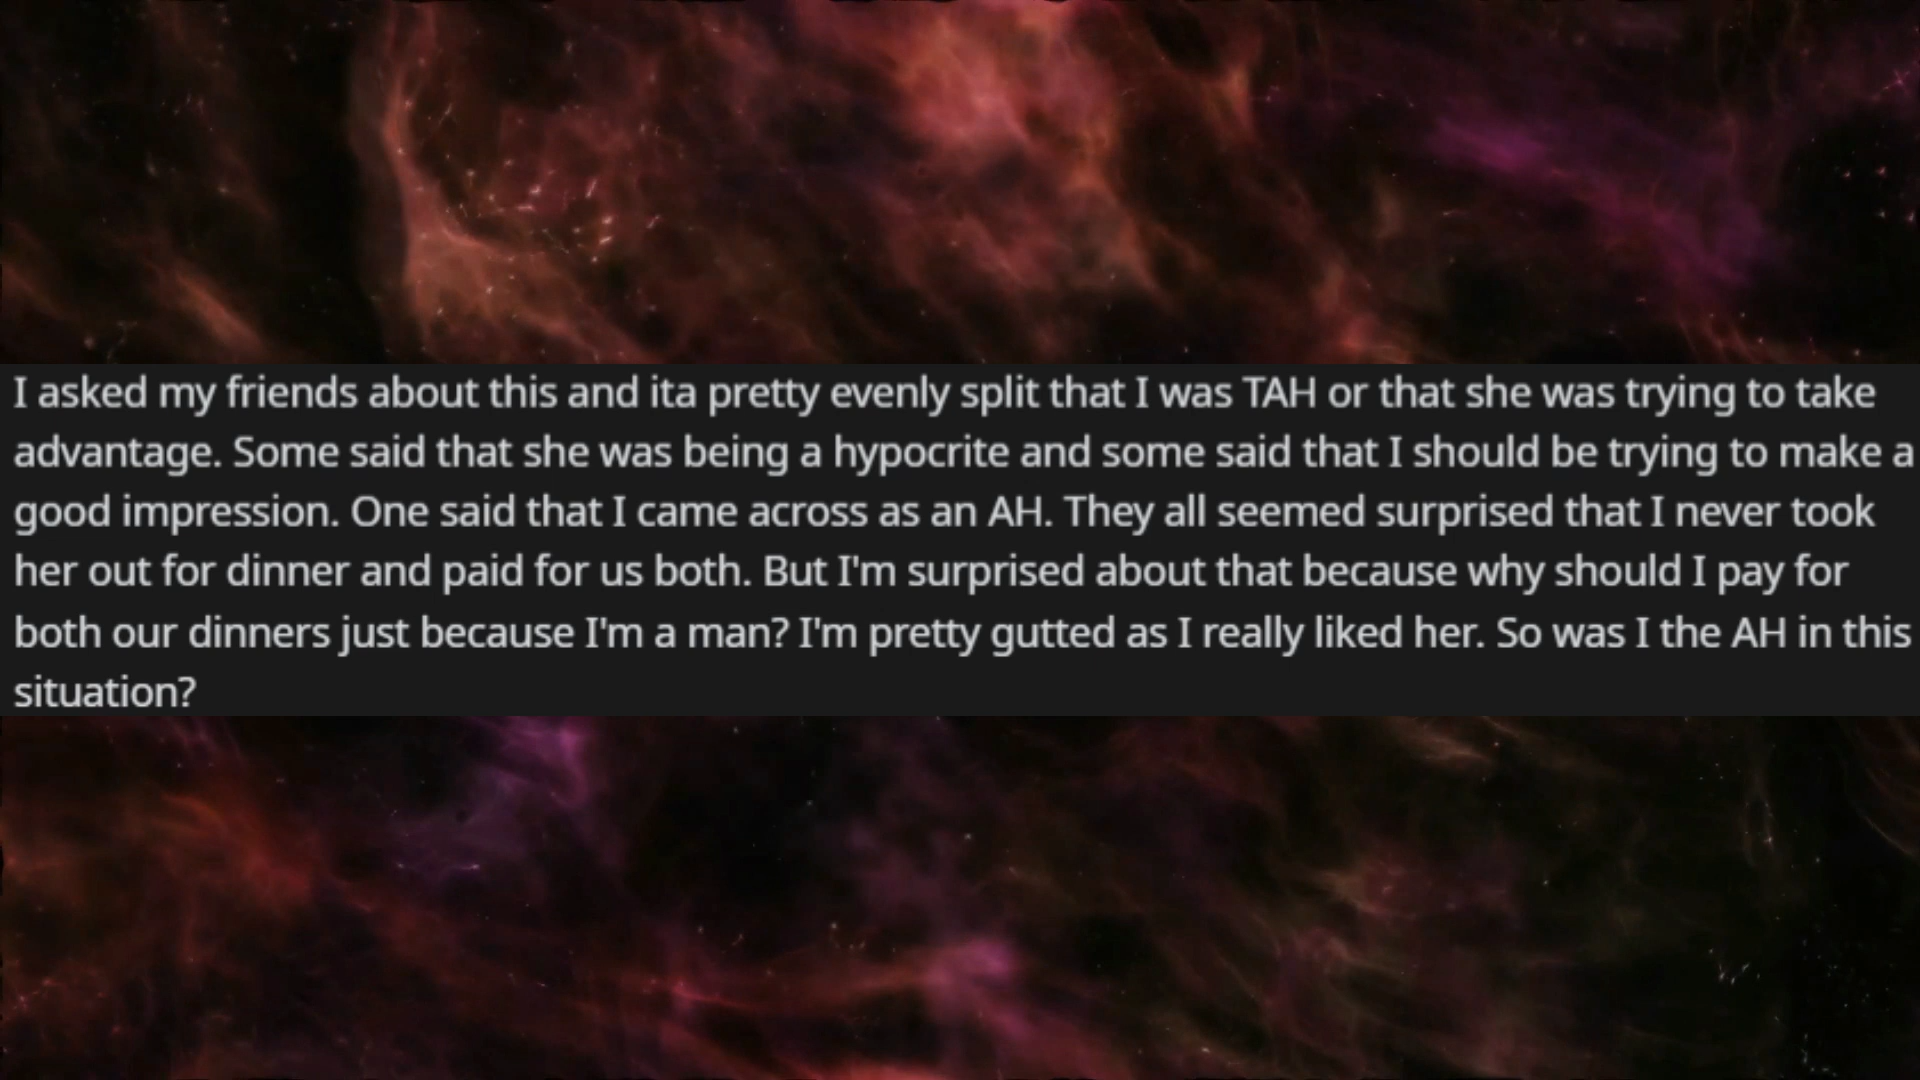 I asked my friends about this and ita pretty evenly split that I was TAH or that she was trying to take
advantage. Some said that she was being a hypocrite and some said that I should be trying to make a
good impression. One said that I came across as an AH. They all seemed surprised that I never took
her out for dinner and paid for us both. But I'm surprised about that because why should I pay for
both our dinners just because I'm a man? I'm pretty gutted as I really liked her. So was I the AH in this
situation?